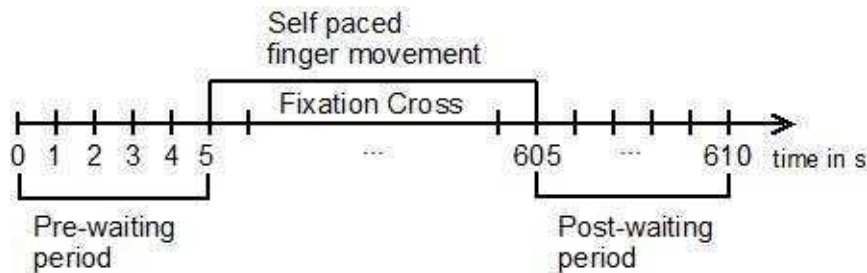 Self paced
finger movement
Fixation Cross
0 1 2 3 4 5 ... 605 ... 610 time in s
Pre-waiting
period
Post-waiting
period